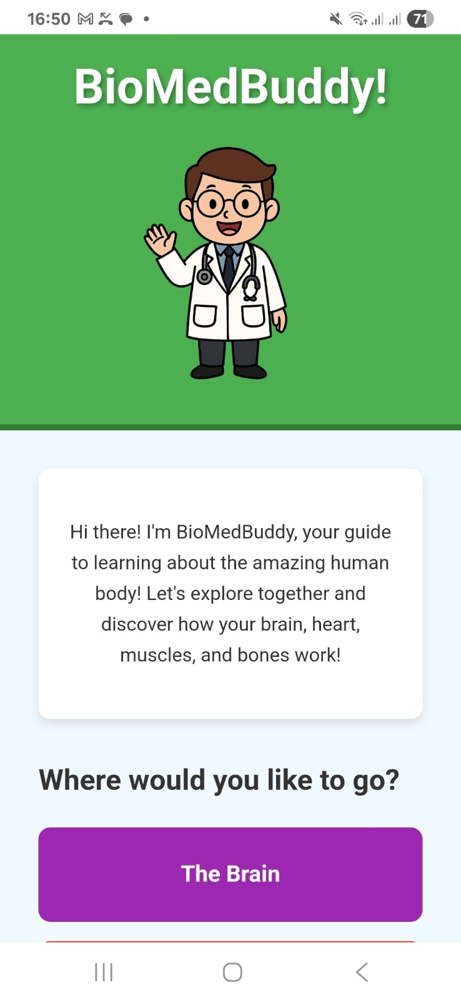 16:50
71
BioMedBuddy!
Hi there! I'm BioMedBuddy, your guide
to learning about the amazing human
body! Let's explore together and
discover how your brain, heart,
muscles, and bones work!
Where would you like to go?
The Brain